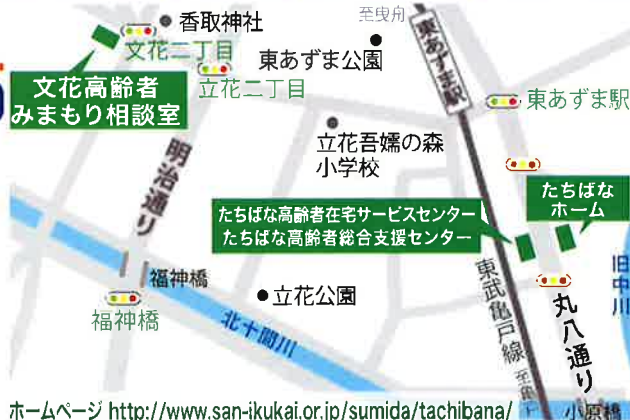 香取神社
至曳舟
文花二丁目
東あずま公園
東あずま駅
立花二丁目
文花高齢者
みまもり相談室
東あずま駅
立花吾嬬の森
小学校
明治通り
たちばな
ホーム
たちばな高齢者在宅サービスセンター
たちばな高齢者総合支援センター
福神橋
旧中川
東武亀戸線
立花公園
福神橋
北十間川
丸八通り
ホームページ http://www.san-ikukai.or.jp/sumida/tachibana/
小原橋